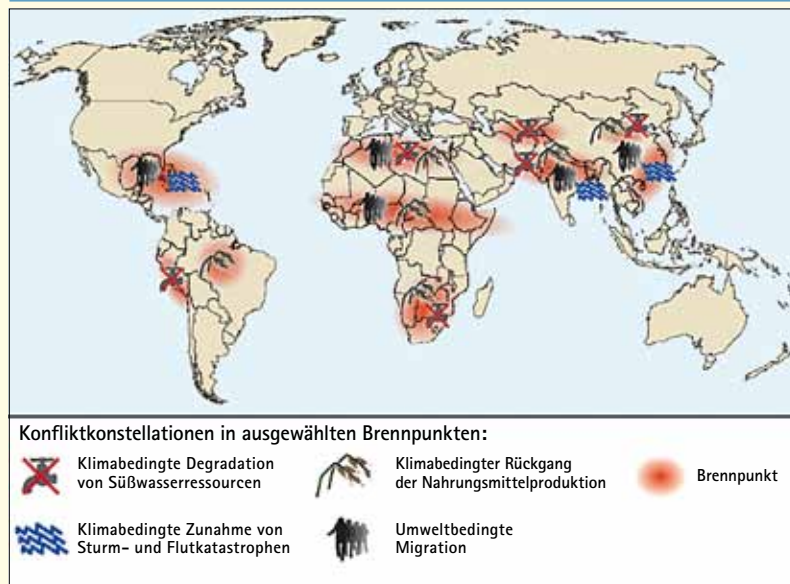 Konfliktkonstellationen in ausgewählten Brennpunkten:
Klimabedingte Degradation
von Süßwasserressourcen
Klimabedingter Rückgang
der Nahrungsmittelproduktion
Brennpunkt
Klimabedingte Zunahme von
Sturm- und Flutkatastrophen
Umweltbedingte
Migration